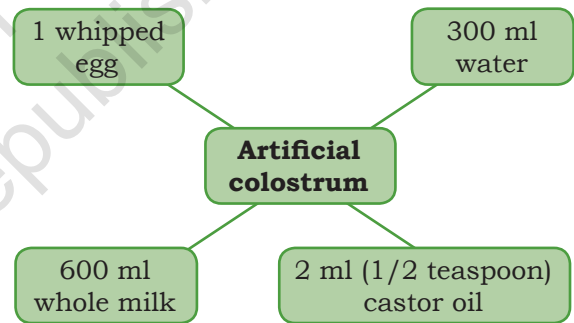 1 whipped
egg
300 ml
water
Artificial
colostrum
600 ml
whole milk
2 ml (1/2 teaspoon)
castor oil